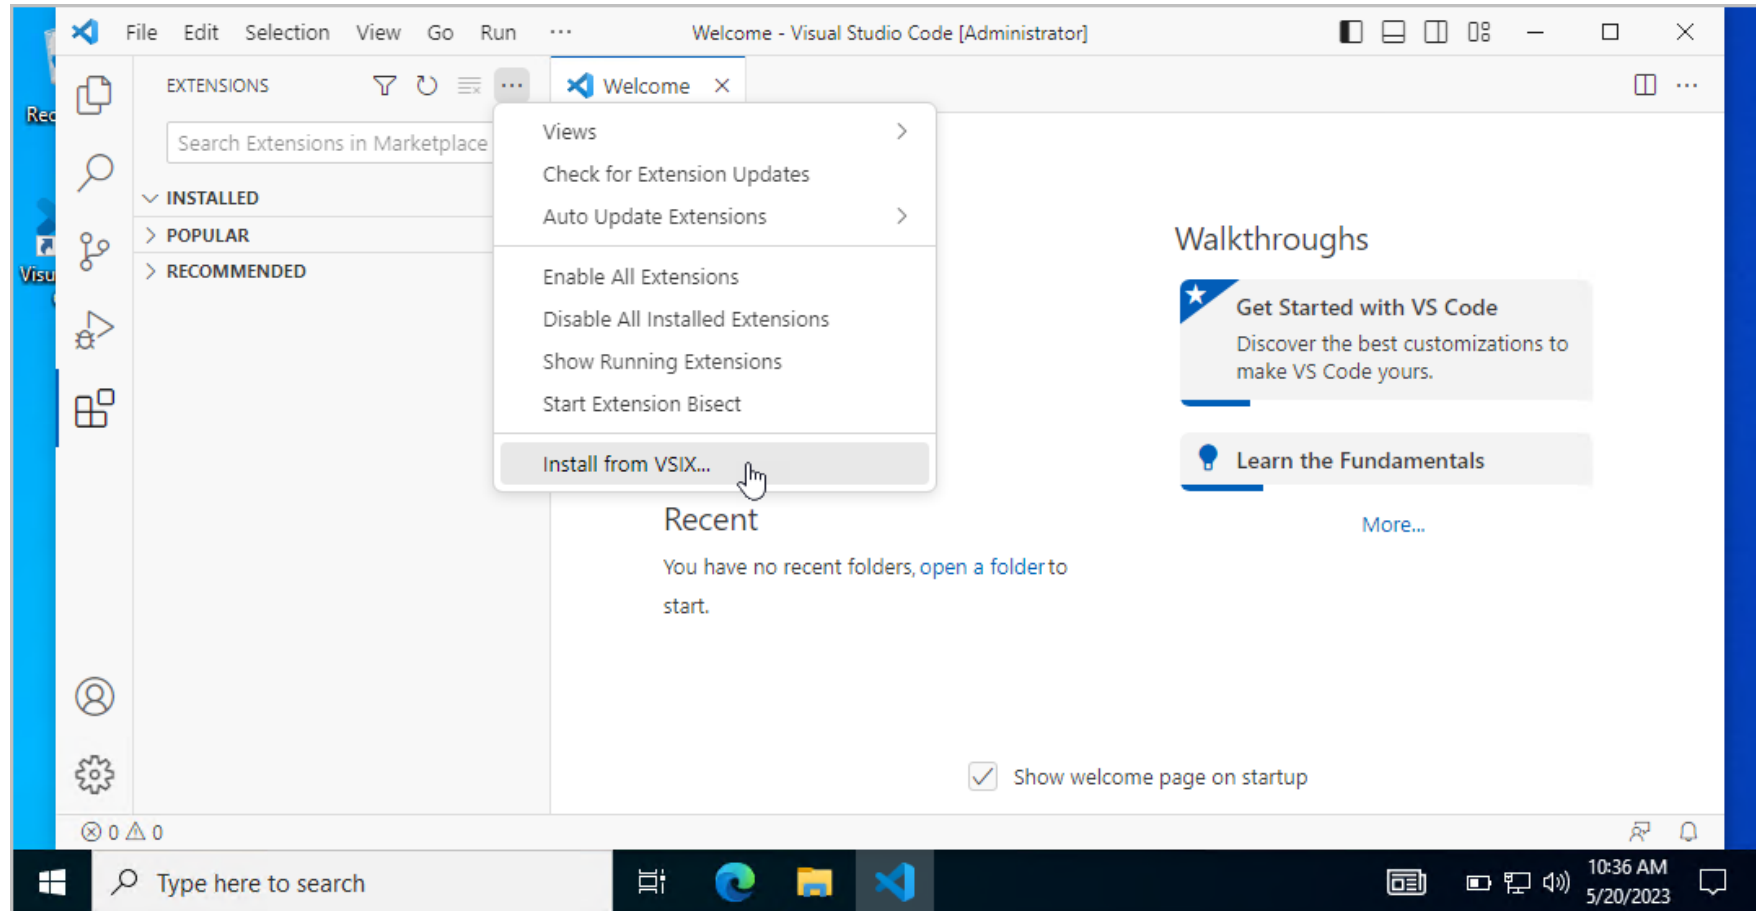 File Edit Selection View Go Run ··· Welcome - Visual Studio Code [Administrator]
EXTENSIONS
Welcome
Search Extensions in Marketplace
INSTALLED
POPULAR
RECOMMENDED
Views
Check for Extension Updates
Auto Update Extensions
Enable All Extensions
Disable All Installed Extensions
Show Running Extensions
Start Extension Bisect
Install from VSIX...
Recent
You have no recent folders, open a folder to
start.
Walkthroughs
Get Started with VS Code
Discover the best customizations to
make VS Code yours.
Learn the Fundamentals
More...
Show welcome page on startup
0 0
Type here to search
10:36 AM
5/20/2023